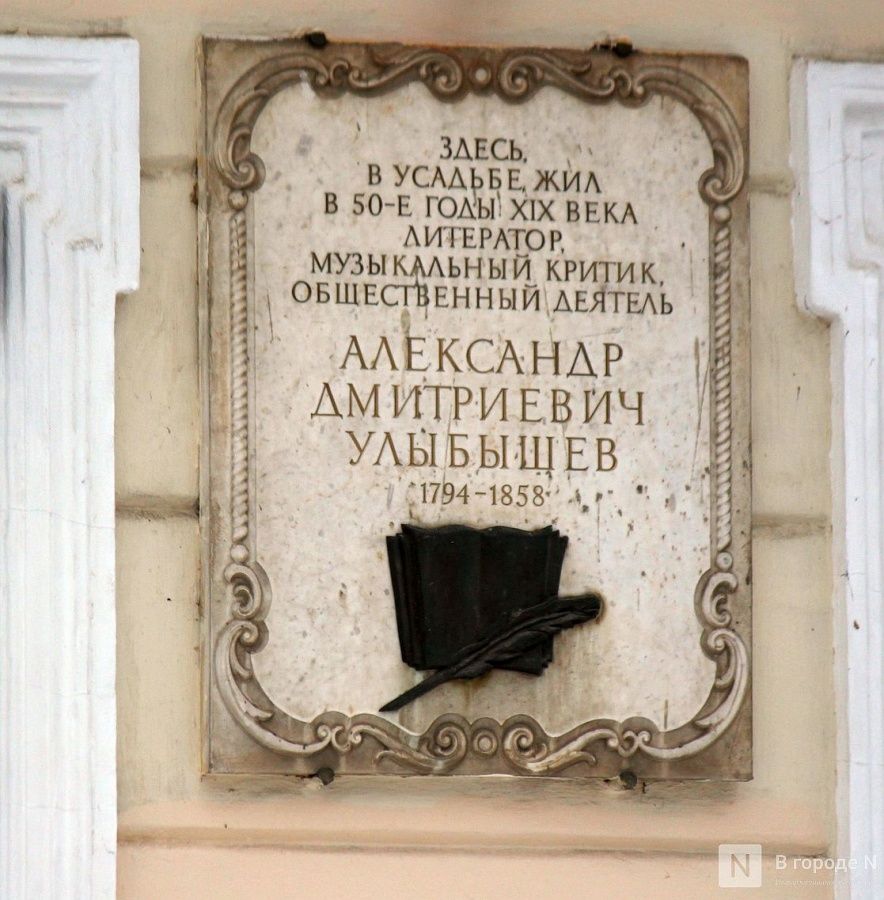 ЗДЕСЬ,
В УСАДЬБЕ, ЖИЛ
В 50-Е ГОДЫ XIX ВЕКА
ЛИТЕРАТОР,
МУЗЫКАЛЬНЫЙ КРИТИК,
ОБЩЕСТВЕННЫЙ ДЕЯТЕЛЬ
АЛЕКСАНДР
ДМИТРИЕВИЧ
УЛЫБЫШЕВ
1794-1858
N В городе N